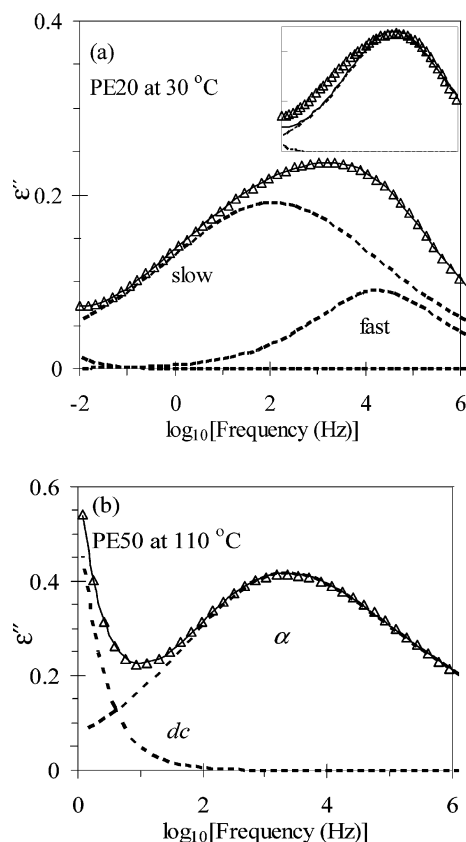 0.4
(a)
PE20 at 30 °C
0.2
ε″
slow
fast
0
-2 0 2 4 6
log₁₀[Frequency (Hz)]
0.6
(b)
PE50 at 110 °C
0.4
ε″
α
0.2
dc
0
0 2 4 6
log₁₀[Frequency (Hz)]